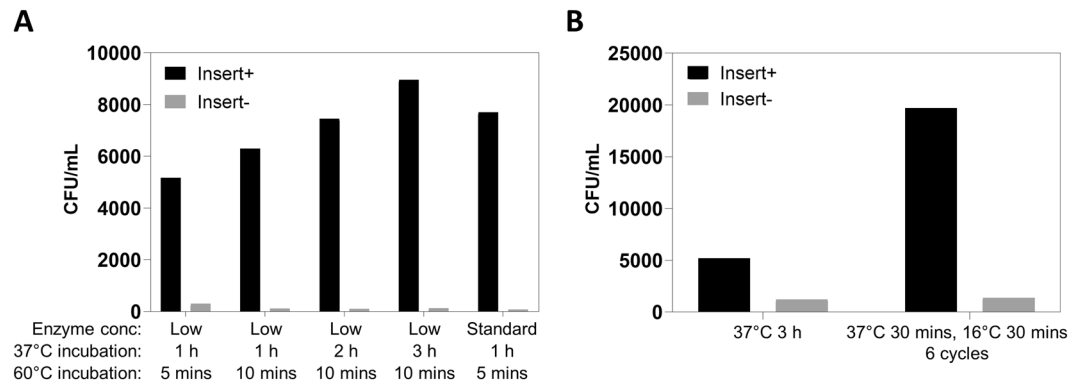 A
10000
8000
6000
4000
2000
0
CFU/mL
Insert+
Insert-
Enzyme conc: Low Low Low Low Standard
37°C incubation: 1 h 1 h 2 h 3 h 1 h
60°C incubation: 5 mins 10 mins 10 mins 10 mins 5 mins
B
25000
20000
15000
10000
5000
0
CFU/mL
Insert+
Insert-
37°C 3 h 37°C 30 mins, 16°C 30 mins
6 cycles